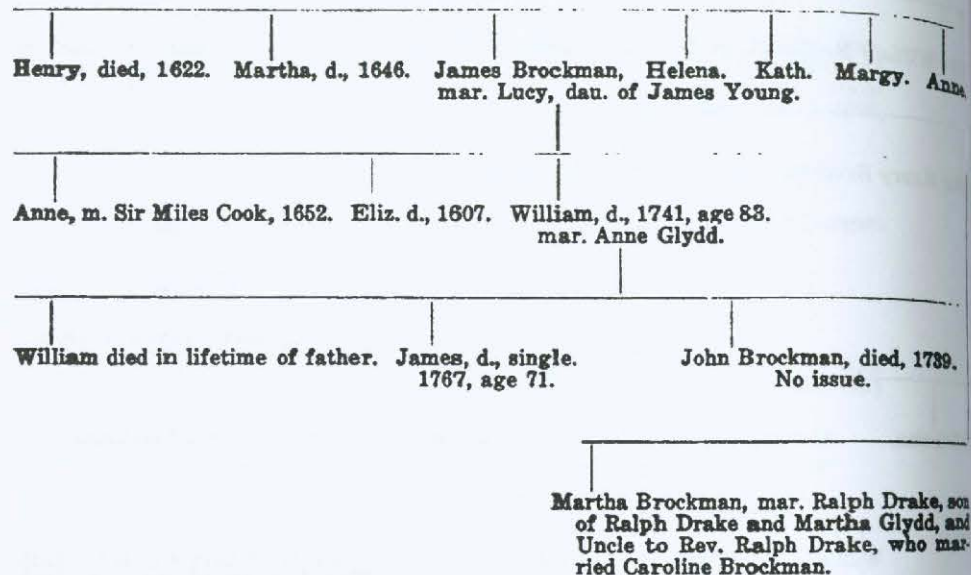 Henry, died, 1622. Martha, d., 1646. James Brockman, Helena. Kath. Margy. Anne.
mar. Lucy, dau. of James Young.
Anne, m. Sir Miles Cook, 1652. Eliz. d., 1607. William, d., 1741, age 83.
mar. Anne Glydd.
William died in lifetime of father. James, d., single. John Brockman, died, 1739.
1767, age 71. No issue.
Martha Brockman, mar. Ralph Drake, son
of Ralph Drake and Martha Glydd, and
Uncle to Rev. Ralph Drake, who mar-
ried Caroline Brockman.